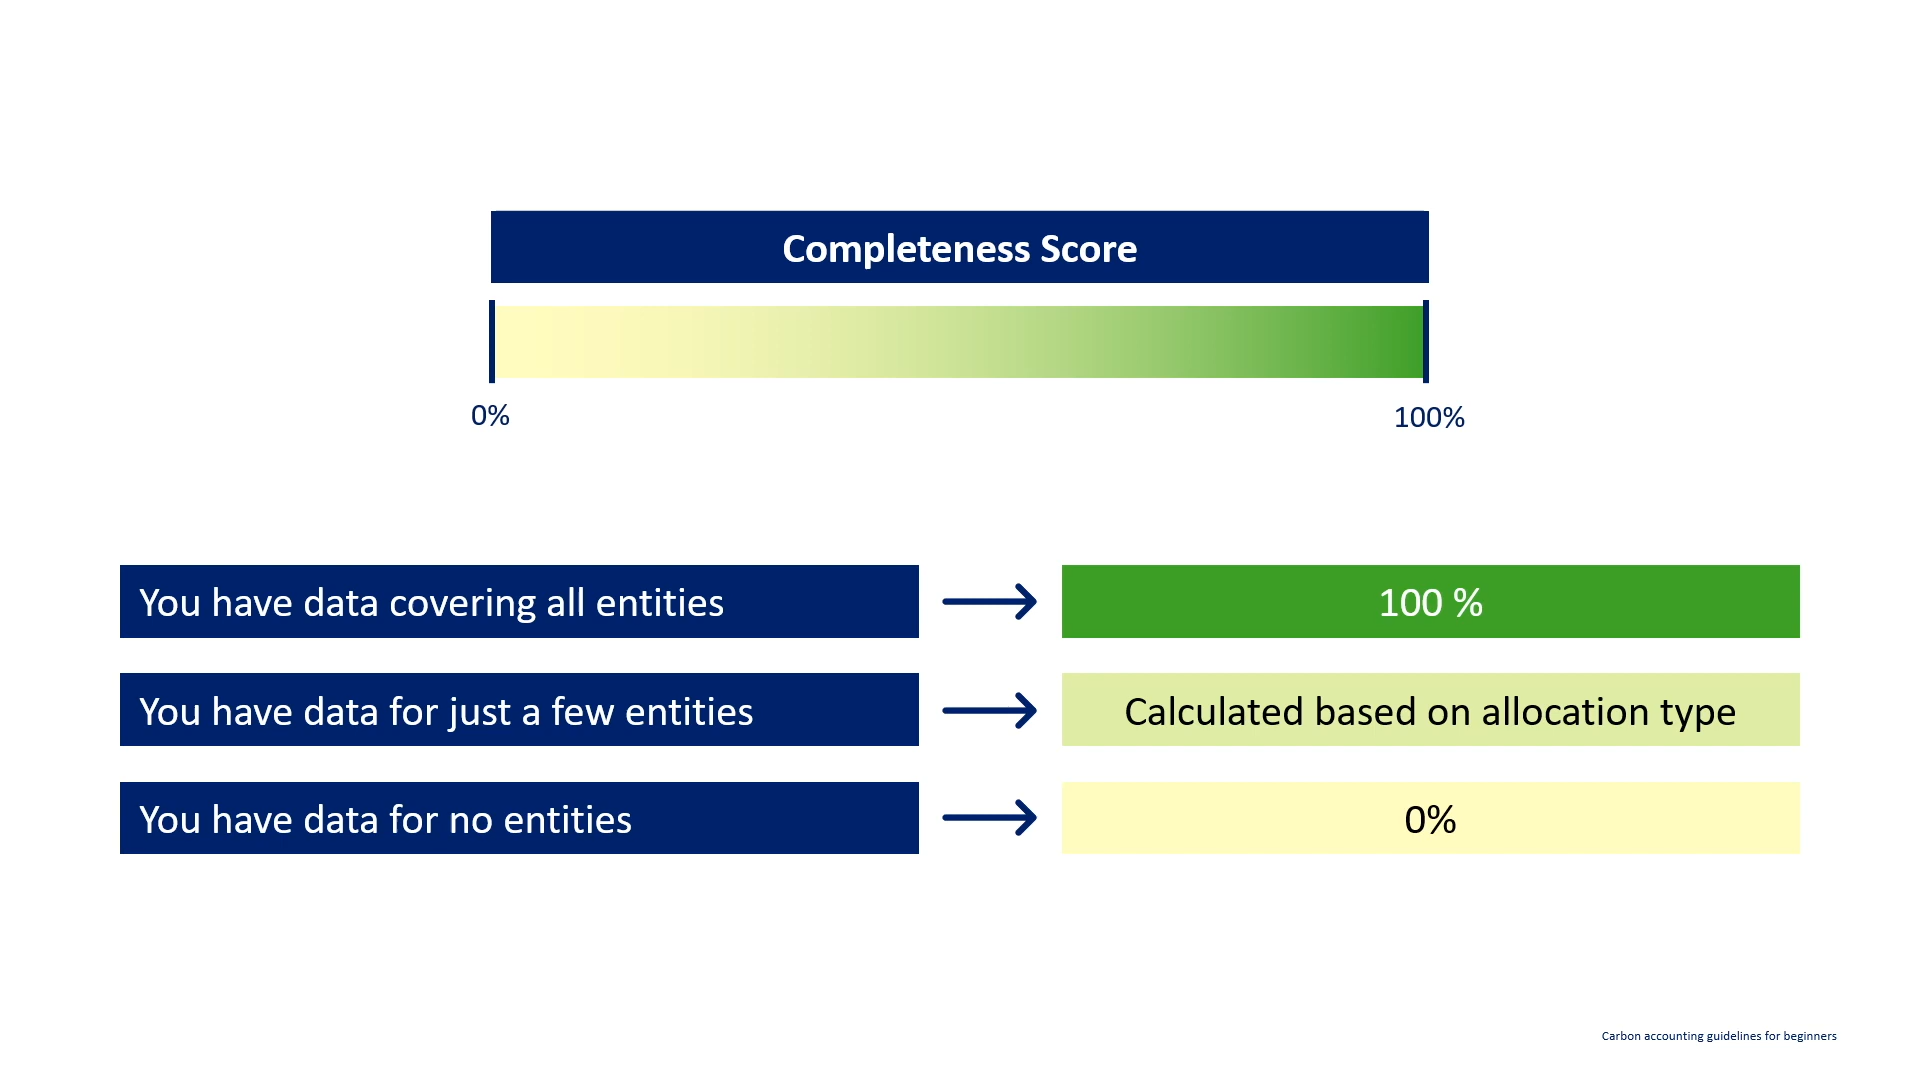 Completeness Score
0%
100%
You have data covering all entities
100 %
You have data for just a few entities
Calculated based on allocation type
You have data for no entities
0%
Carbon accounting guidelines for beginners